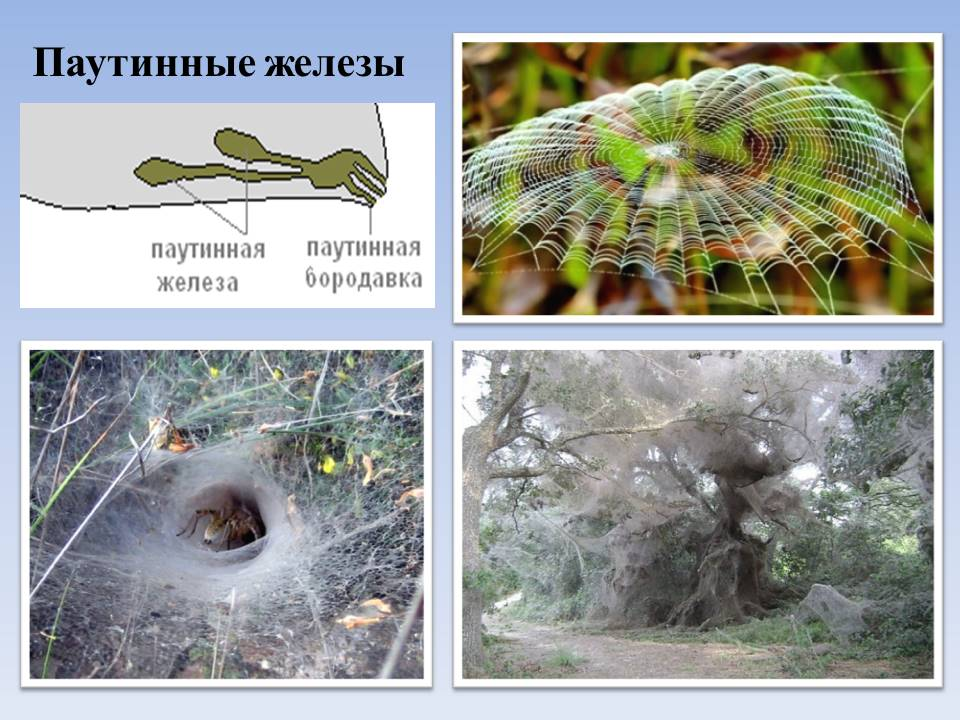 Паутинные железы
паутинная
железа
паутинная
бородавка